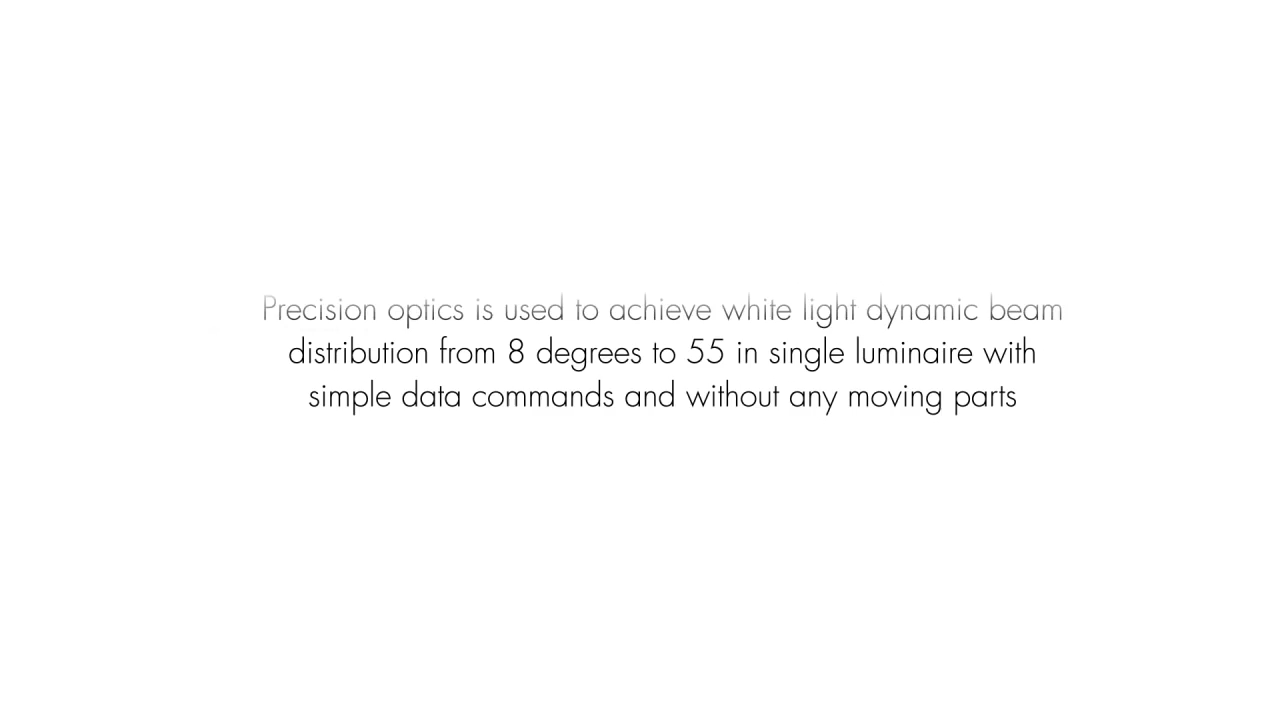 Precision optics is used to achieve white light dynamic beam
distribution from 8 degrees to 55 in single luminaire with
simple data commands and without any moving parts